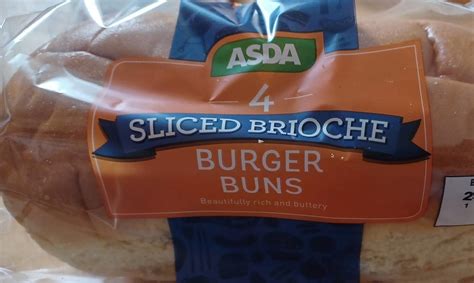 ASDA
4
SLICED BRIOCHE
BURGER
BUNS
Beautifully rich and buttery